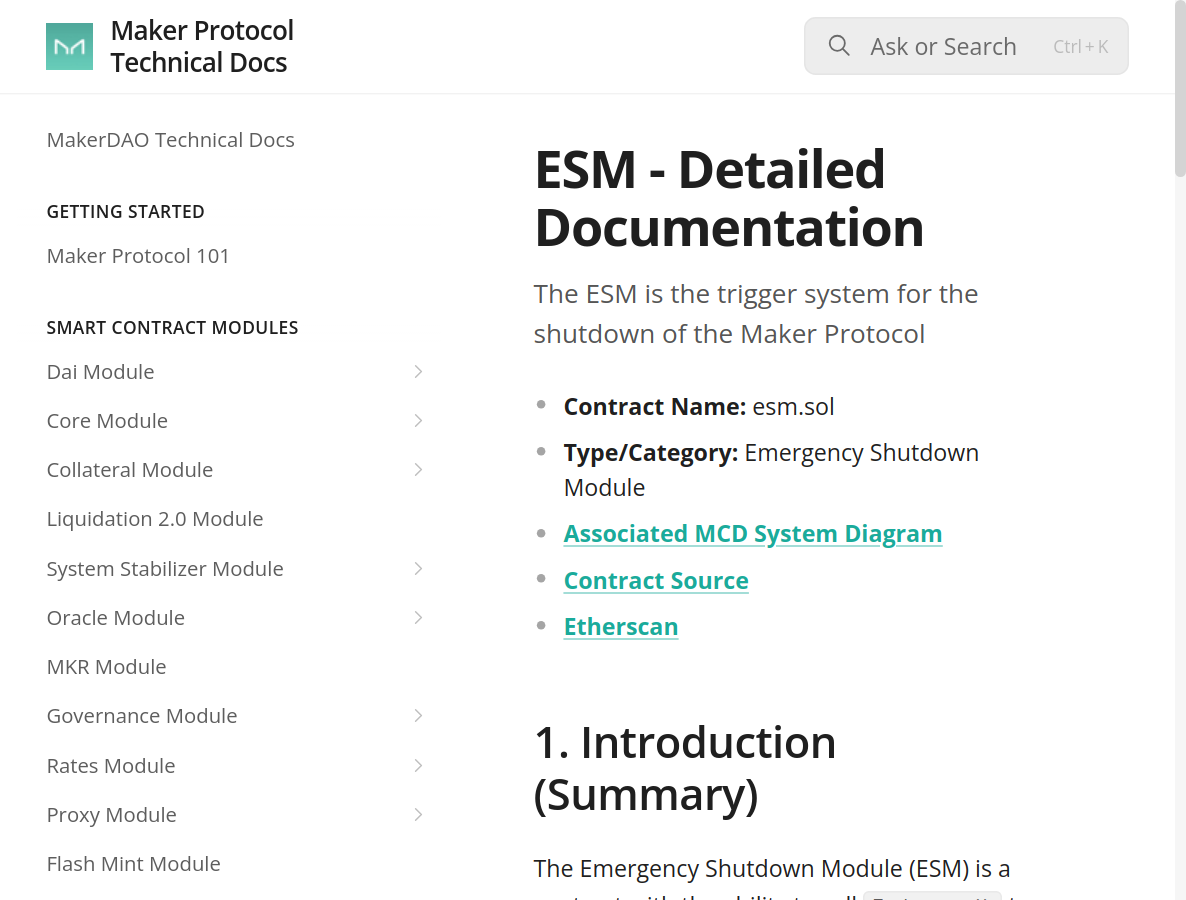 Maker Protocol
Technical Docs
Ask or Search
Ctrl + K
MakerDAO Technical Docs
GETTING STARTED
Maker Protocol 101
SMART CONTRACT MODULES
Dai Module
Core Module
Collateral Module
Liquidation 2.0 Module
System Stabilizer Module
Oracle Module
MKR Module
Governance Module
Rates Module
Proxy Module
Flash Mint Module
ESM - Detailed
Documentation
The ESM is the trigger system for the
shutdown of the Maker Protocol
Contract Name: esm.sol
Type/Category: Emergency Shutdown
Module
Associated MCD System Diagram
Contract Source
Etherscan
1. Introduction
(Summary)
The Emergency Shutdown Module (ESM) is a